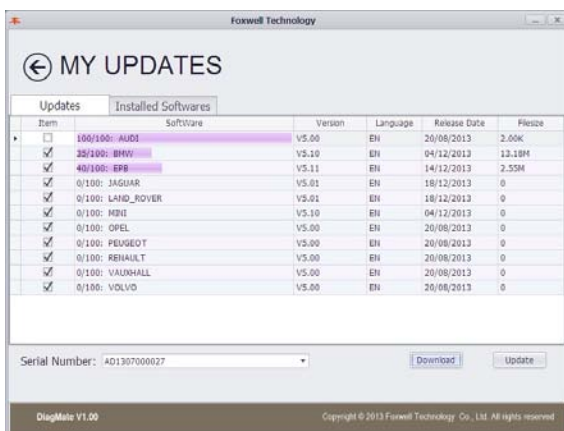 Foxwell Technology
MY UPDATES
Updates Installed Softwares
Item SoftWare Version Language Release Date Filesize
100/100: AUDI V5.00 EN 20/08/2013 2.00K
35/100: BMW V5.10 EN 04/12/2013 13.18M
40/100: EPB V5.11 EN 14/12/2013 2.55M
0/100: JAGUAR V5.01 EN 18/12/2013 0
0/100: LAND_ROVER V5.01 EN 18/12/2013 0
0/100: MINI V5.10 EN 04/12/2013 0
0/100: OPEL V5.00 EN 20/08/2013 0
0/100: PEUGEOT V5.00 EN 20/08/2013 0
0/100: RENAULT V5.00 EN 20/08/2013 0
0/100: VAUXHALL V5.00 EN 20/08/2013 0
0/100: VOLVO V5.00 EN 20/08/2013 0
Serial Number: AD1307000027 Download Update
DiagMate V1.00 Copyright © 2013 Foxwell Technology Co., Ltd. All rights reserved